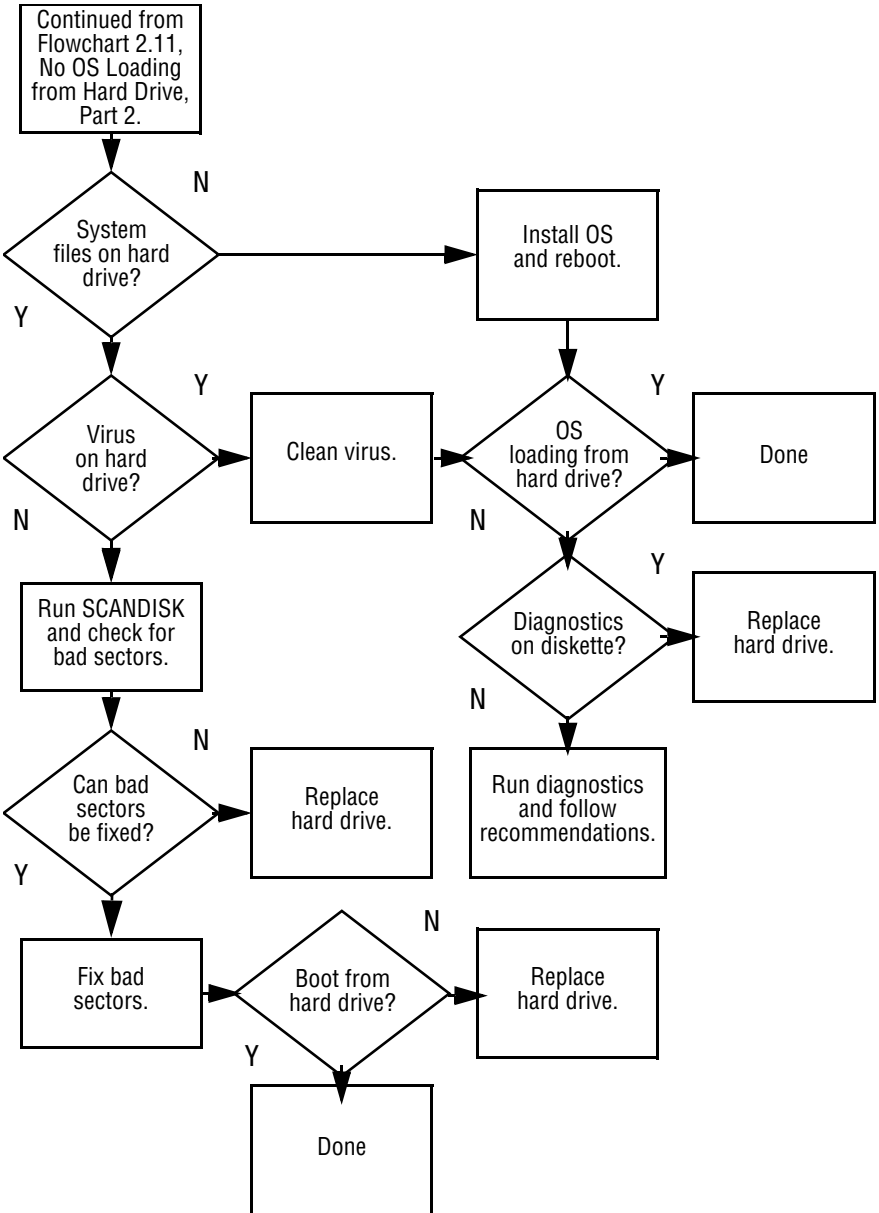 Continued from
Flowchart 2.11,
No OS Loading
from Hard Drive,
Part 2.
N
System
files on hard
drive?
Install OS
and reboot.
Y
Y
Virus
on hard
drive?
Clean virus.
Y
OS
loading from
hard drive?
Done
N
N
Run SCANDISK
and check for
bad sectors.
Y
Diagnostics
on diskette?
Replace
hard drive.
N
N
Can bad
sectors
be fixed?
Replace
hard drive.
Run diagnostics
and follow
recommendations.
Y
N
Fix bad
sectors.
Boot from
hard drive?
Replace
hard drive.
Y
Done